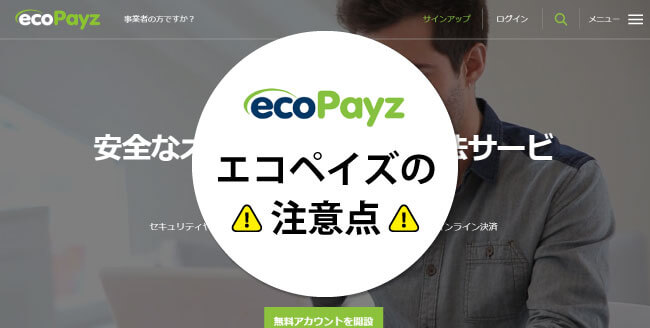 ecoPayz 事業者の方ですか? サインアップ ログイン メニュー
ecoPayz
安全な 法サービ
エコペイズの
注意点
セキュリティ ンライン決済
無料アカウントを開設